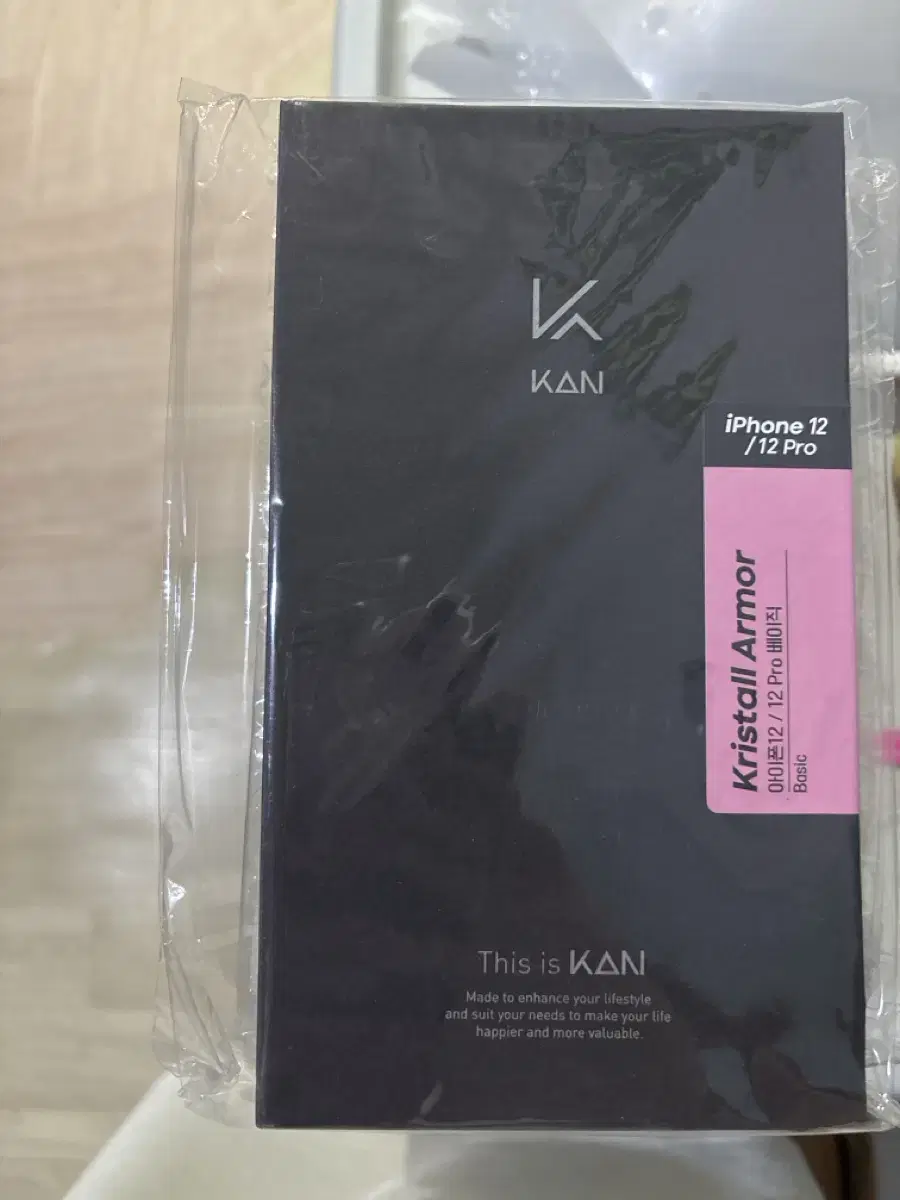 KAN
iPhone 12
/ 12 Pro
Kristall Armor
아이폰12 / 12 Pro 베이직
Basic
This is KAN
Made to enhance your lifestyle
and suit your needs to make your life
happier and more valuable.